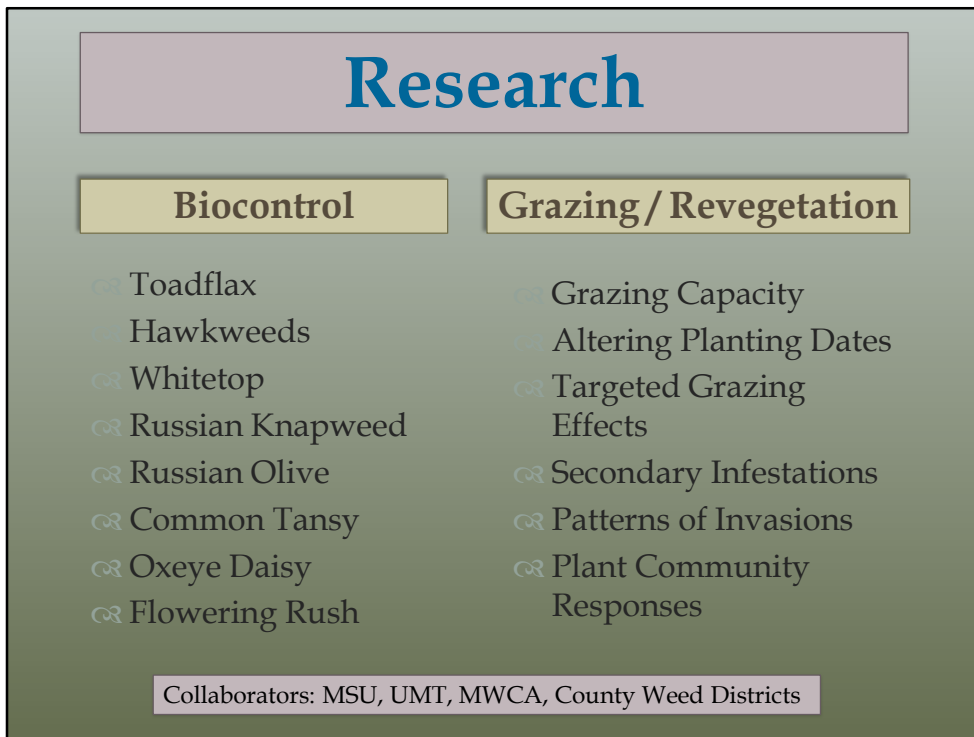 Research
Biocontrol
Toadflax
Hawkweeds
Whitetop
Russian Knapweed
Russian Olive
Common Tansy
Oxeye Daisy
Flowering Rush
Grazing / Revegetation
Grazing Capacity
Altering Planting Dates
Targeted Grazing
Effects
Secondary Infestations
Patterns of Invasions
Plant Community
Responses
Collaborators: MSU, UMT, MWCA, County Weed Districts